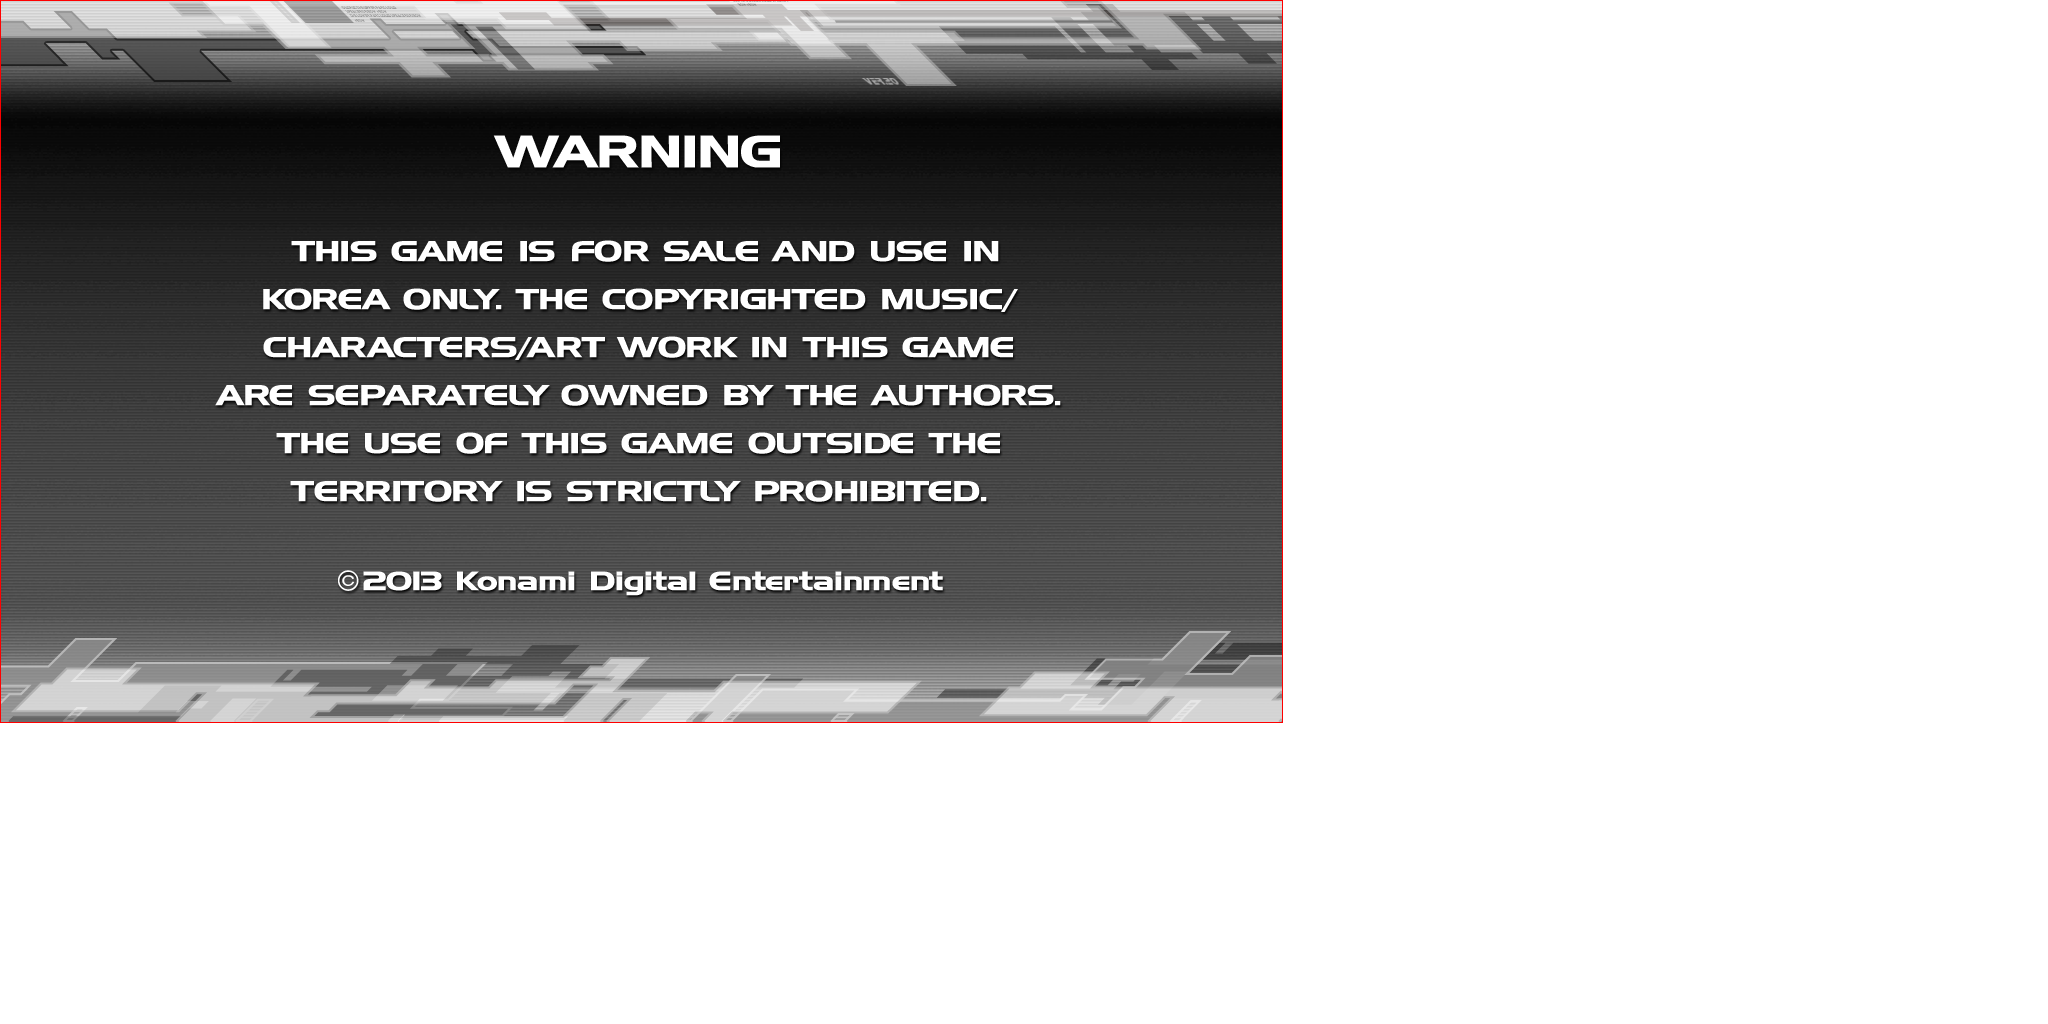 WARNING
THIS GAME IS FOR SALE AND USE IN
KOREA ONLY. THE COPYRIGHTED MUSIC/
CHARACTERS/ART WORK IN THIS GAME
ARE SEPARATELY OWNED BY THE AUTHORS.
THE USE OF THIS GAME OUTSIDE THE
TERRITORY IS STRICTLY PROHIBITED.
©2013 Konami Digital Entertainment